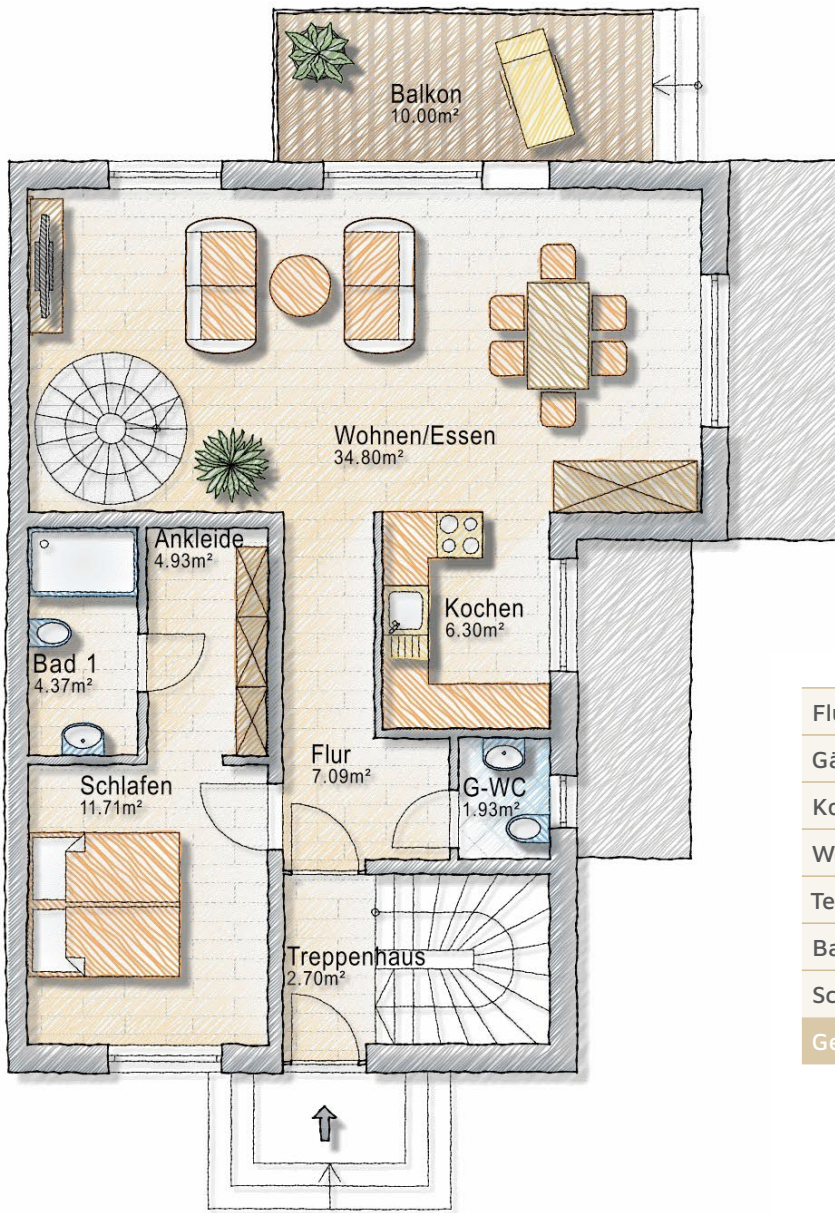 Balkon
10.00m²
Wohnen/Essen
34.80m²
Ankleide
4.93m²
Kochen
6.30m²
Bad 1
4.37m²
Flur
7.09m²
Schlafen
11.71m²
G-WC
1.93m²
Treppenhaus
2.70m²